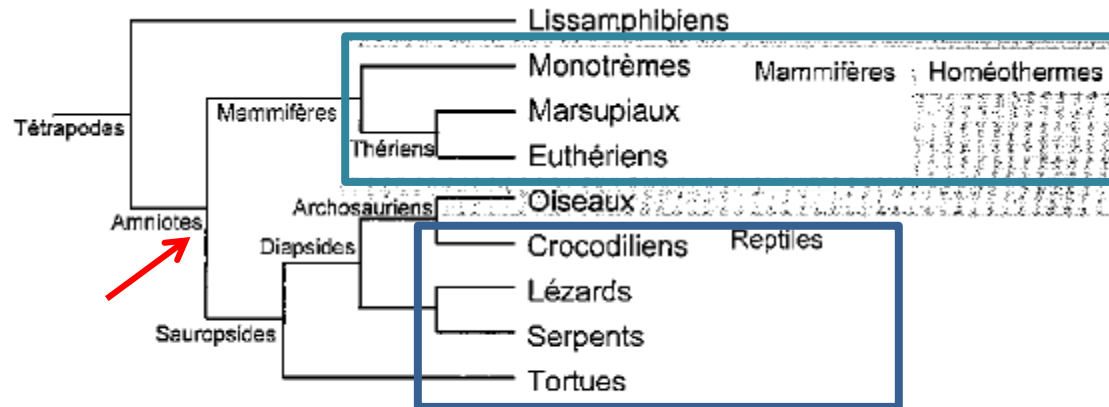 Lissamphibiens
Monotrèmes Mammifères Homéothermes
Mammifères Marsupiaux
Tétrapodes
Thériens Euthériens
Archosauriens Oiseaux
Amniotes
Diapsides Crocodiliens Reptiles
Lézards
Sauropsides Serpents
Tortues